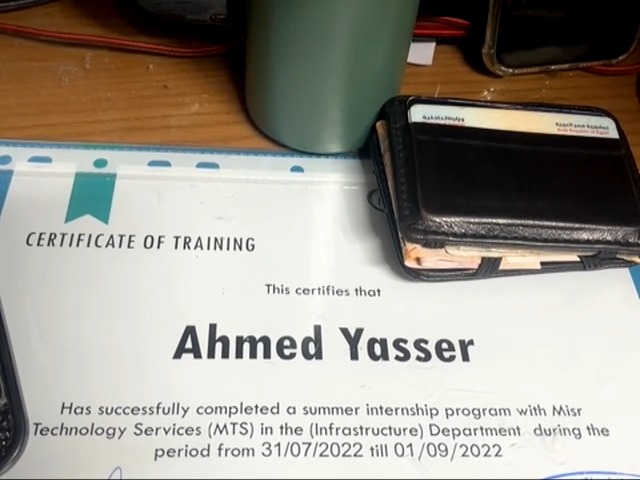 CERTIFICATE OF TRAINING
This certifies that
Ahmed Yasser
Has successfully completed a summer internship program with Misr
Technology Services (MTS) in the (Infrastructure) Department during the
period from 31/07/2022 till 01/09/2022